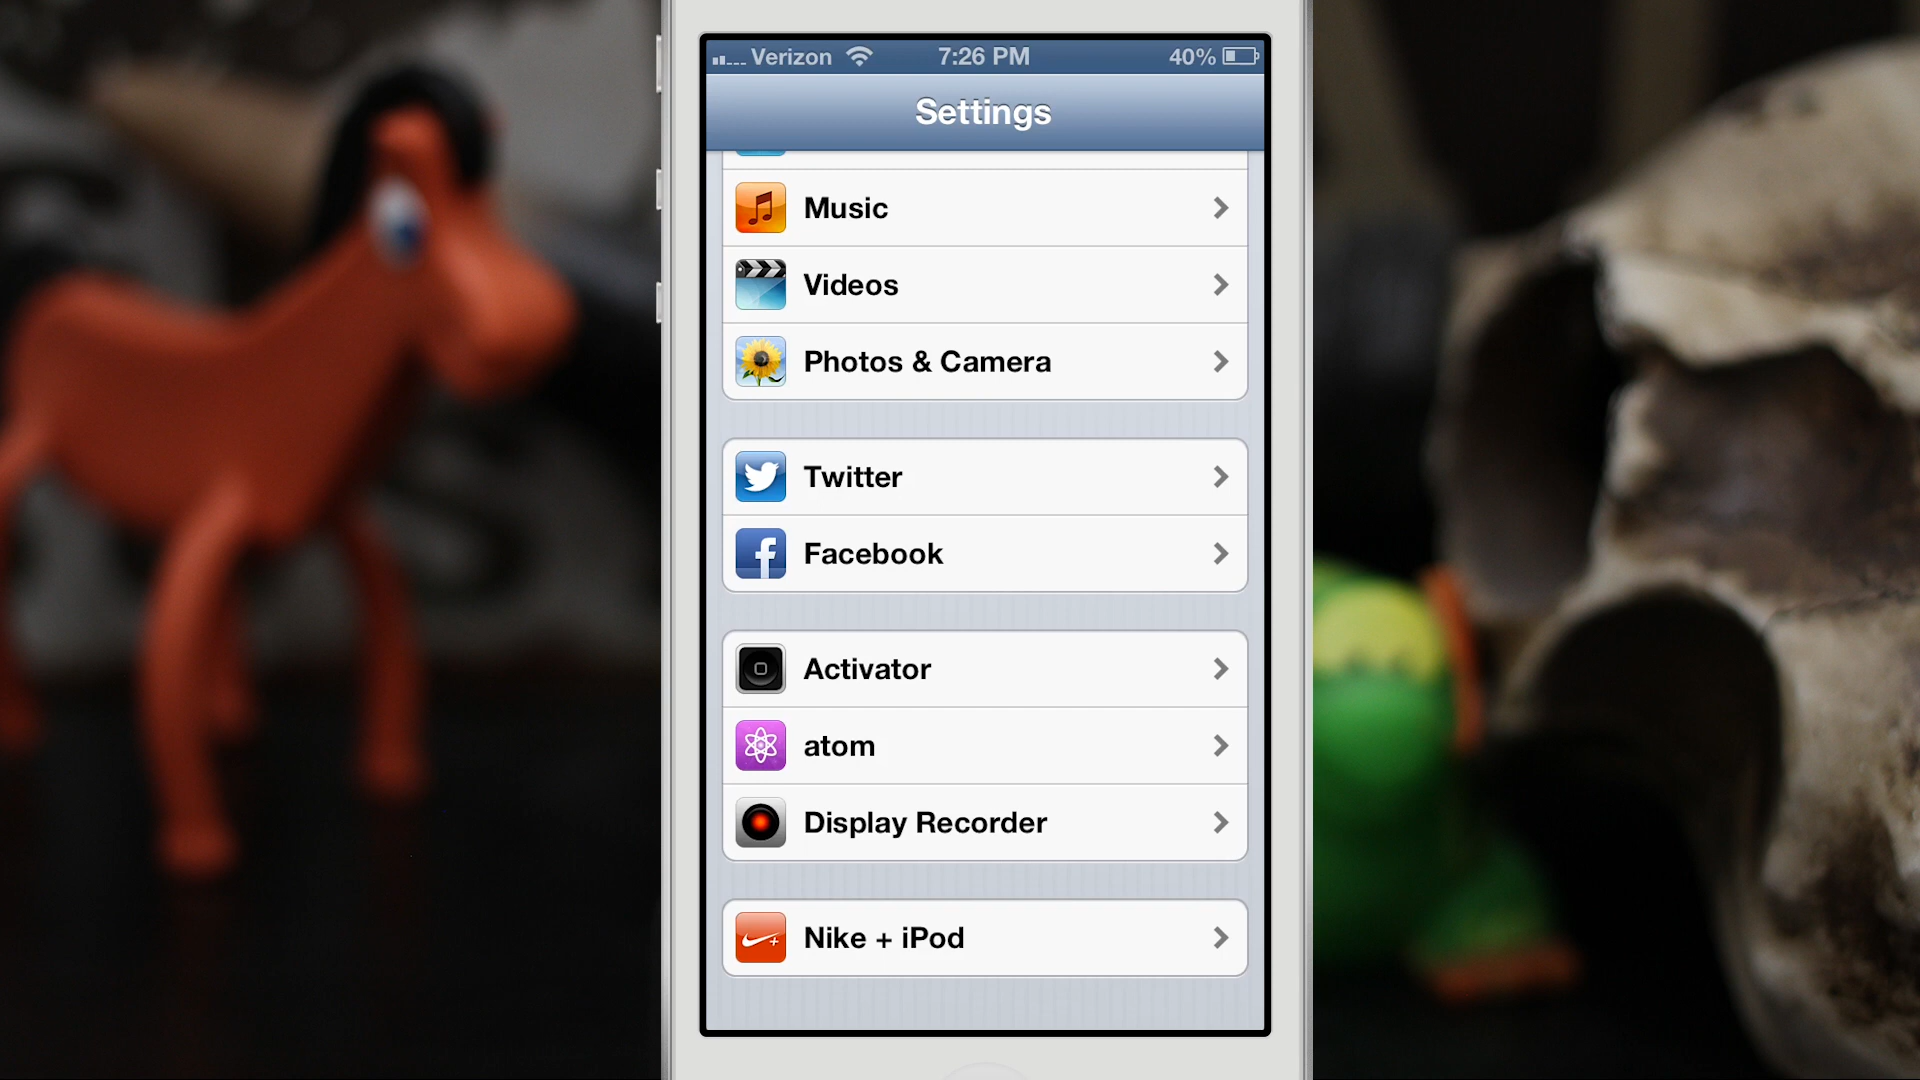 Verizon 7:26 PM 40%
Settings
Music
Videos
Photos & Camera
Twitter
Facebook
Activator
atom
Display Recorder
Nike + iPod